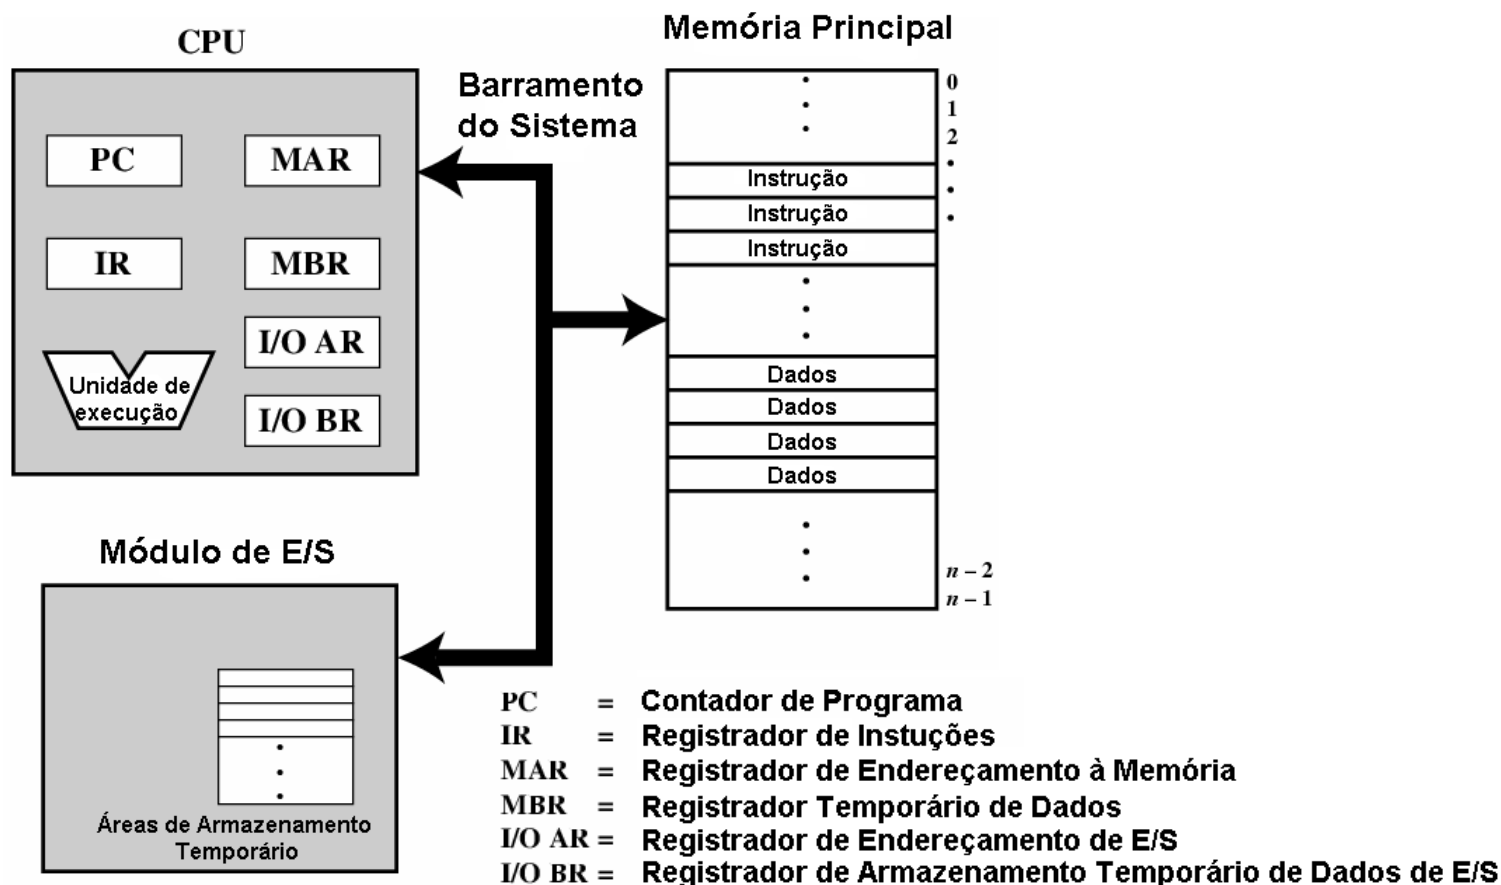 CPU
PC
MAR
IR
MBR
I/O AR
Unidade de
execução
I/O BR
Barramento
do Sistema
Memória Principal
0
1
2
Instrução
Instrução
Instrução
Dados
Dados
Dados
Dados
n – 2
n – 1
Módulo de E/S
Áreas de Armazenamento
Temporário
PC = Contador de Programa
IR = Registrador de Instuções
MAR = Registrador de Endereçamento à Memória
MBR = Registrador Temporário de Dados
I/O AR = Registrador de Endereçamento de E/S
I/O BR = Registrador de Armazenamento Temporário de Dados de E/S